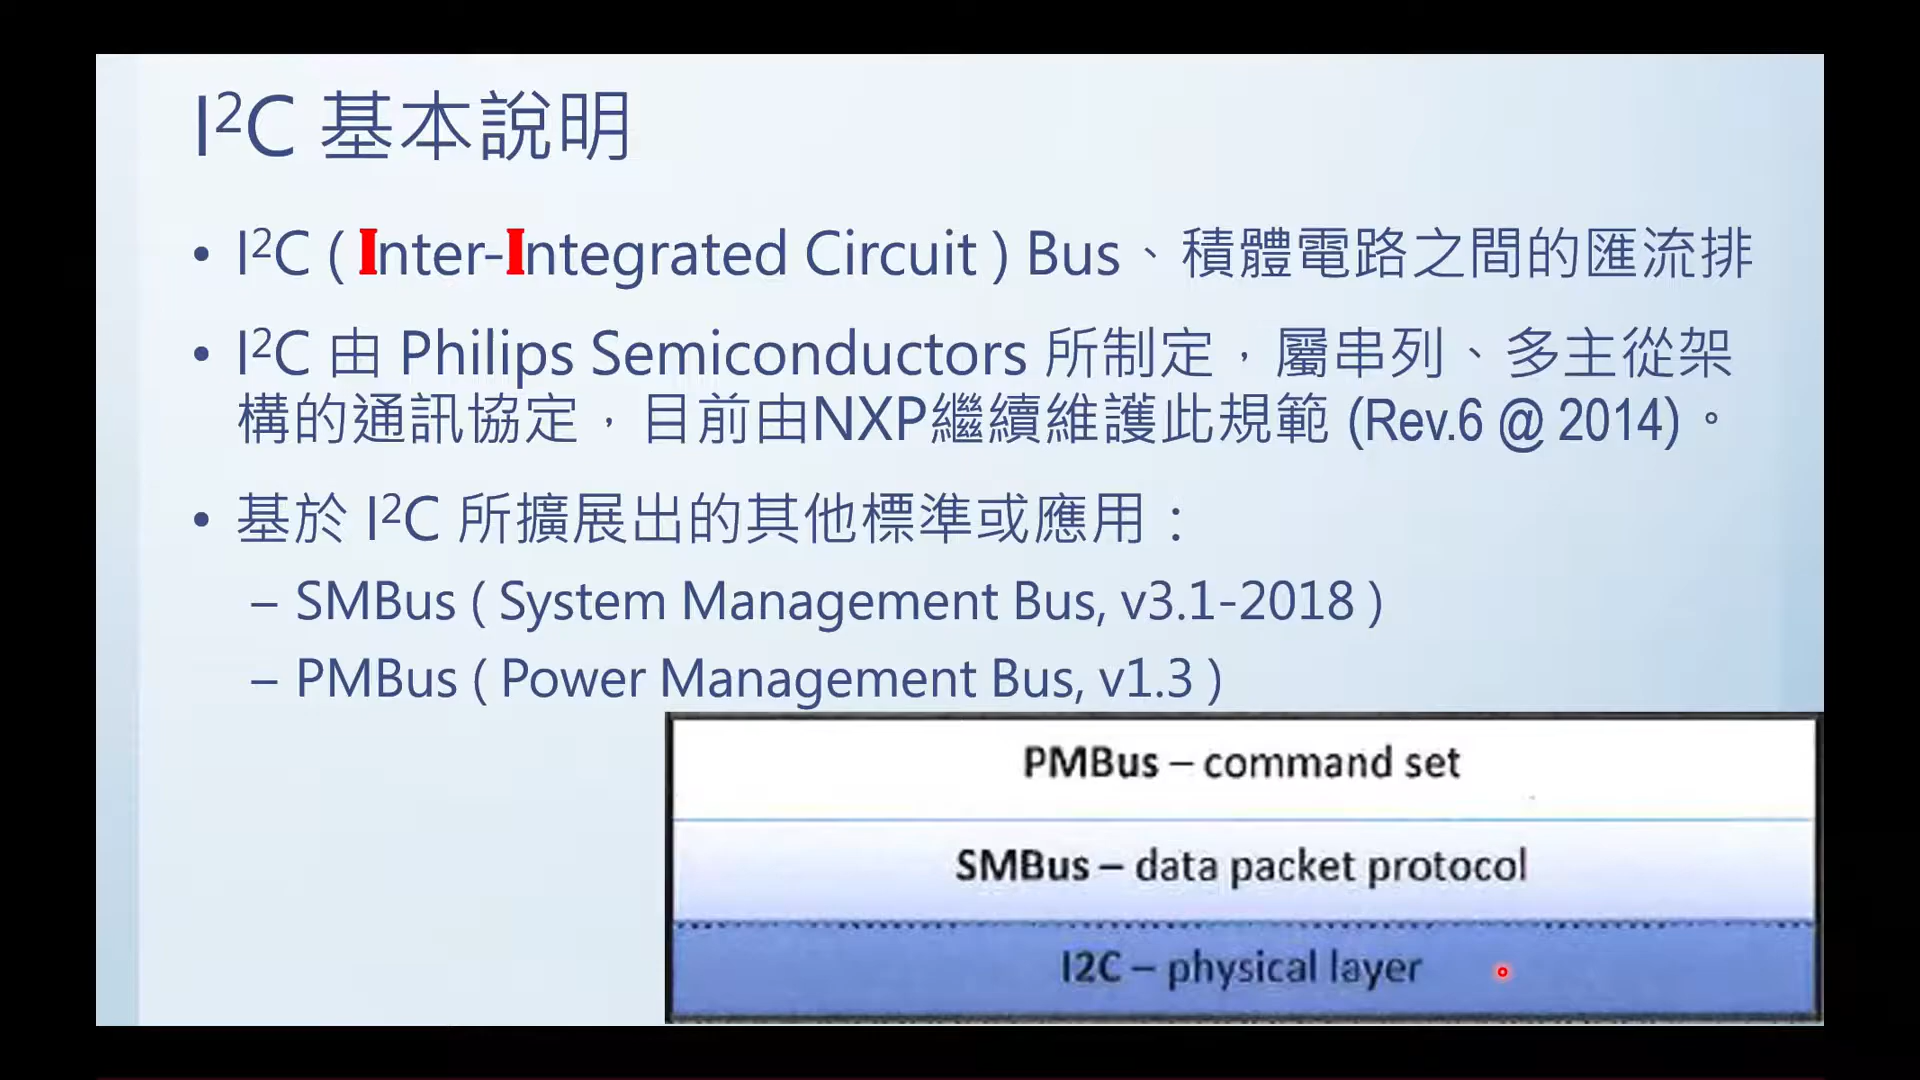 I²C 基本說明
• I²C ( Inter-Integrated Circuit ) Bus、積體電路之間的匯流排
• I²C 由 Philips Semiconductors 所制定，屬串列、多主從架
構的通訊協定，目前由NXP繼續維護此規範 (Rev.6 @ 2014)。
• 基於 I²C 所擴展出的其他標準或應用：
– SMBus ( System Management Bus, v3.1-2018 )
– PMBus ( Power Management Bus, v1.3 )
PMBus – command set
SMBus – data packet protocol
I2C – physical layer